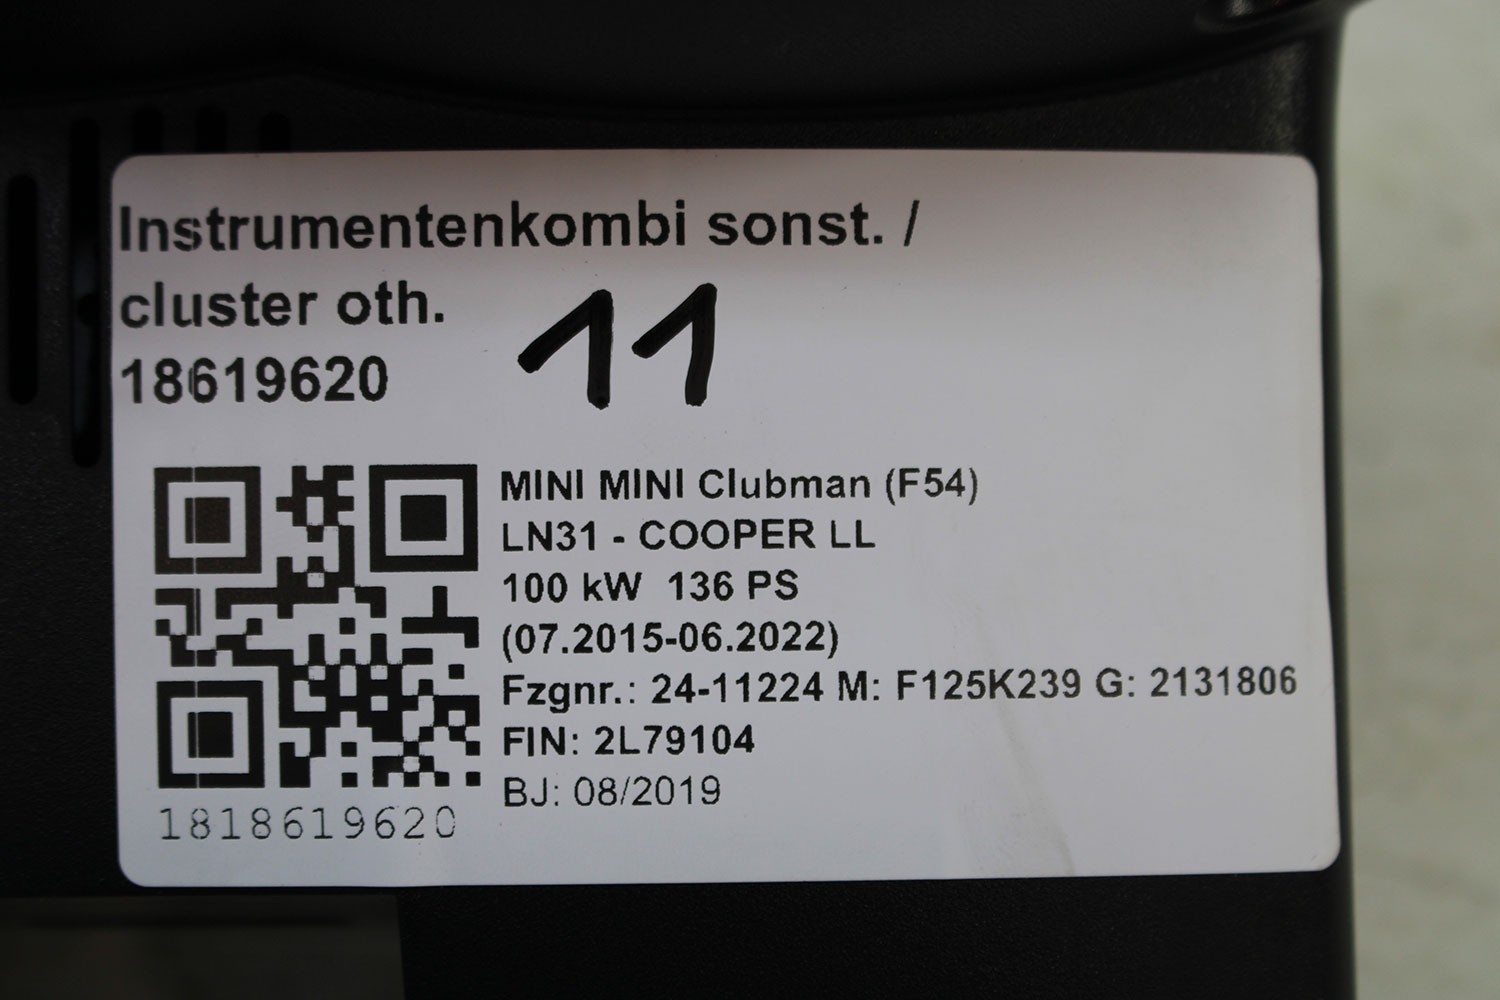 Instrumentenkombi sonst. /
cluster oth.
18619620
11
MINI MINI Clubman (F54)
LN31 - COOPER LL
100 kW 136 PS
(07.2015-06.2022)
Fzgnr.: 24-11224 M: F125K239 G: 2131806
FIN: 2L79104
BJ: 08/2019
1818619620